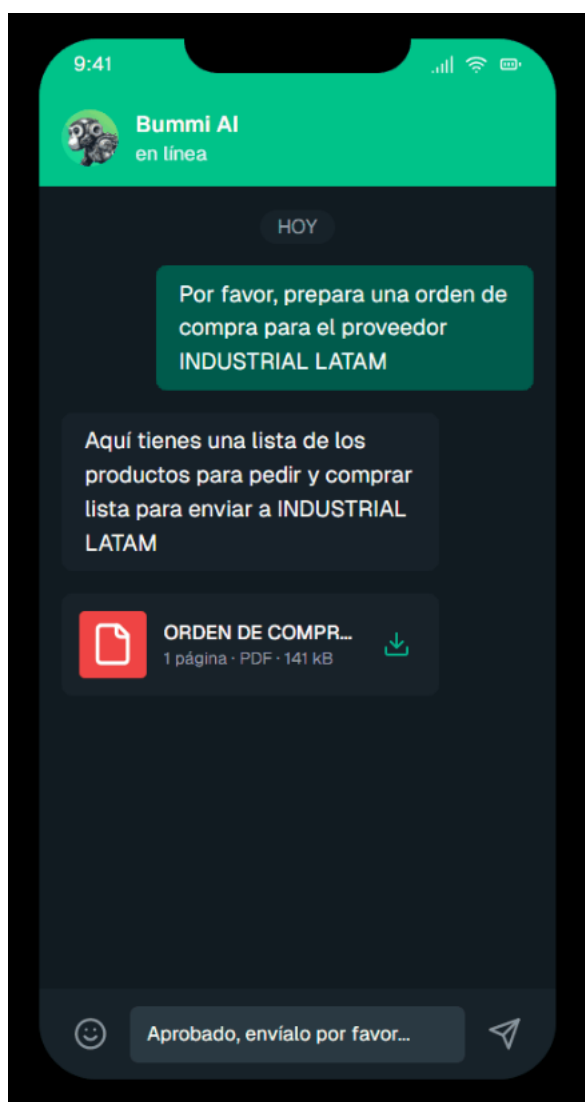 9:41
Bummi AI
en línea
HOY
Por favor, prepara una orden de
compra para el proveedor
INDUSTRIAL LATAM
Aquí tienes una lista de los
productos para pedir y comprar
lista para enviar a INDUSTRIAL
LATAM
ORDEN DE COMPR...
1 página · PDF · 141 kB
Aprobado, envíalo por favor...